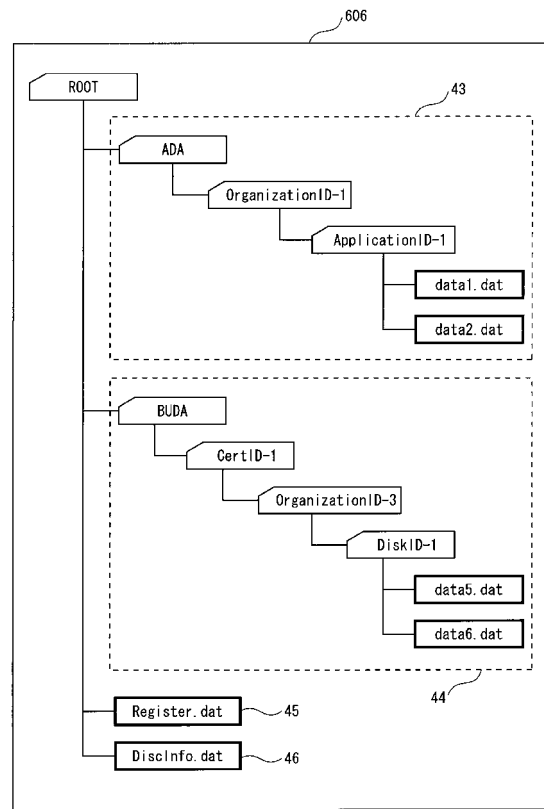 606
ROOT
43
ADA
OrganizationID-1
ApplicationID-1
data1.dat
data2.dat
BUDA
CertID-1
OrganizationID-3
DiskID-1
data5.dat
data6.dat
44
Register.dat
45
DiscInfo.dat
46